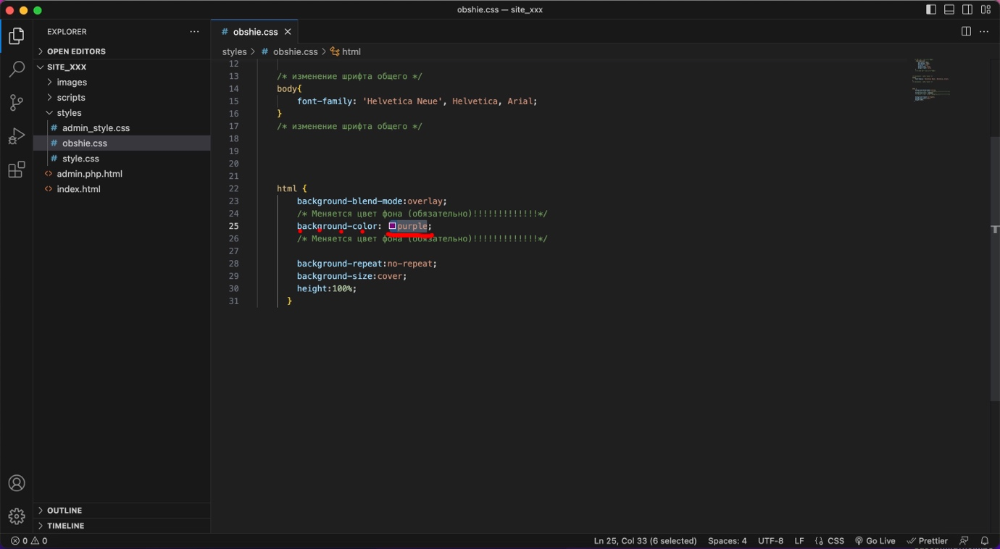 obshie.css — site_xxx
EXPLORER
OPEN EDITORS
SITE_XXX
images
scripts
styles
# admin_style.css
# obshie.css
# style.css
<> admin.php.html
<> index.html
OUTLINE
TIMELINE
# obshie.css
styles > # obshie.css > html
12
13 /* изменение шрифта общего */
14 body{
15 font-family: 'Helvetica Neue', Helvetica, Arial;
16 }
17 /* изменение шрифта общего */
18
19
20
21
22 html {
23 background-blend-mode:overlay;
24 /* Меняется цвет фона (обязательно)!!!!!!!!!!!!!*/
25 background-color: purple;
26 /* Меняется цвет фона (обязательно)!!!!!!!!!!!!!*/
27
28 background-repeat:no-repeat;
29 background-size:cover;
30 height:100%;
31 }
0 0
Ln 25, Col 33 (6 selected) Spaces: 4 UTF-8 LF {} CSS Go Live Prettier